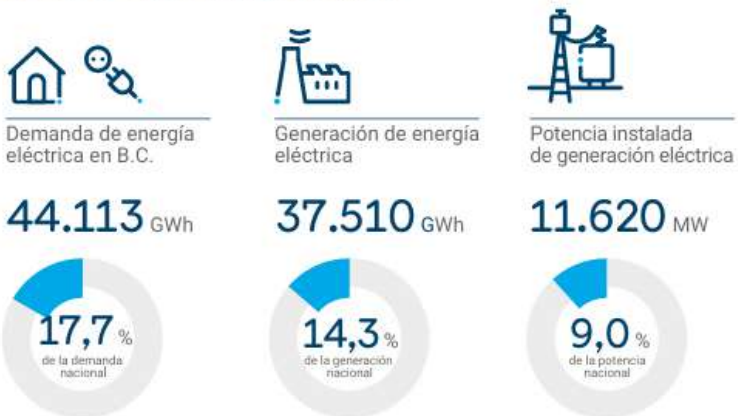 Demanda de energía
eléctrica en B.C.
44.113 GWh
17,7 %
de la demanda
nacional
Generación de energía
eléctrica
37.510 GWh
14,3 %
de la generación
nacional
Potencia instalada
de generación eléctrica
11.620 MW
9,0 %
de la potencia
nacional